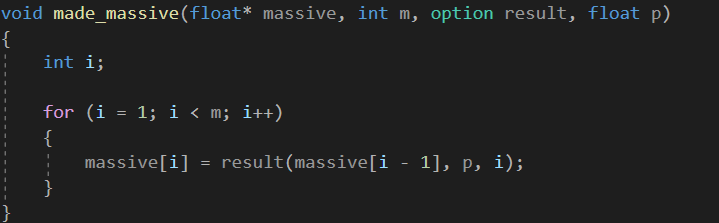 void made_massive(float* massive, int m, option result, float p)
{
    int i;
    for (i = 1; i < m; i++)
    {
        massive[i] = result(massive[i - 1], p, i);
    }
}